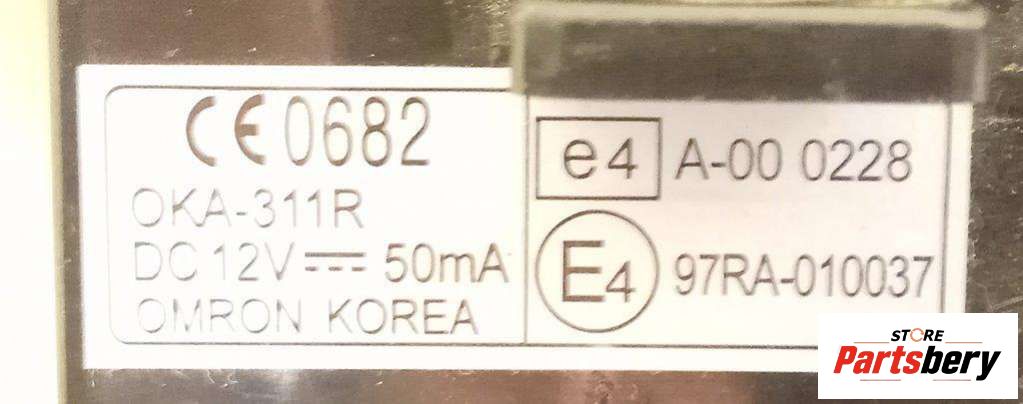 CE 0682
OKA-311R
DC 12V ⎓ 50mA
OMRON KOREA
e4 A-00 0228
E4 97RA-010037
STORE
Partsbery